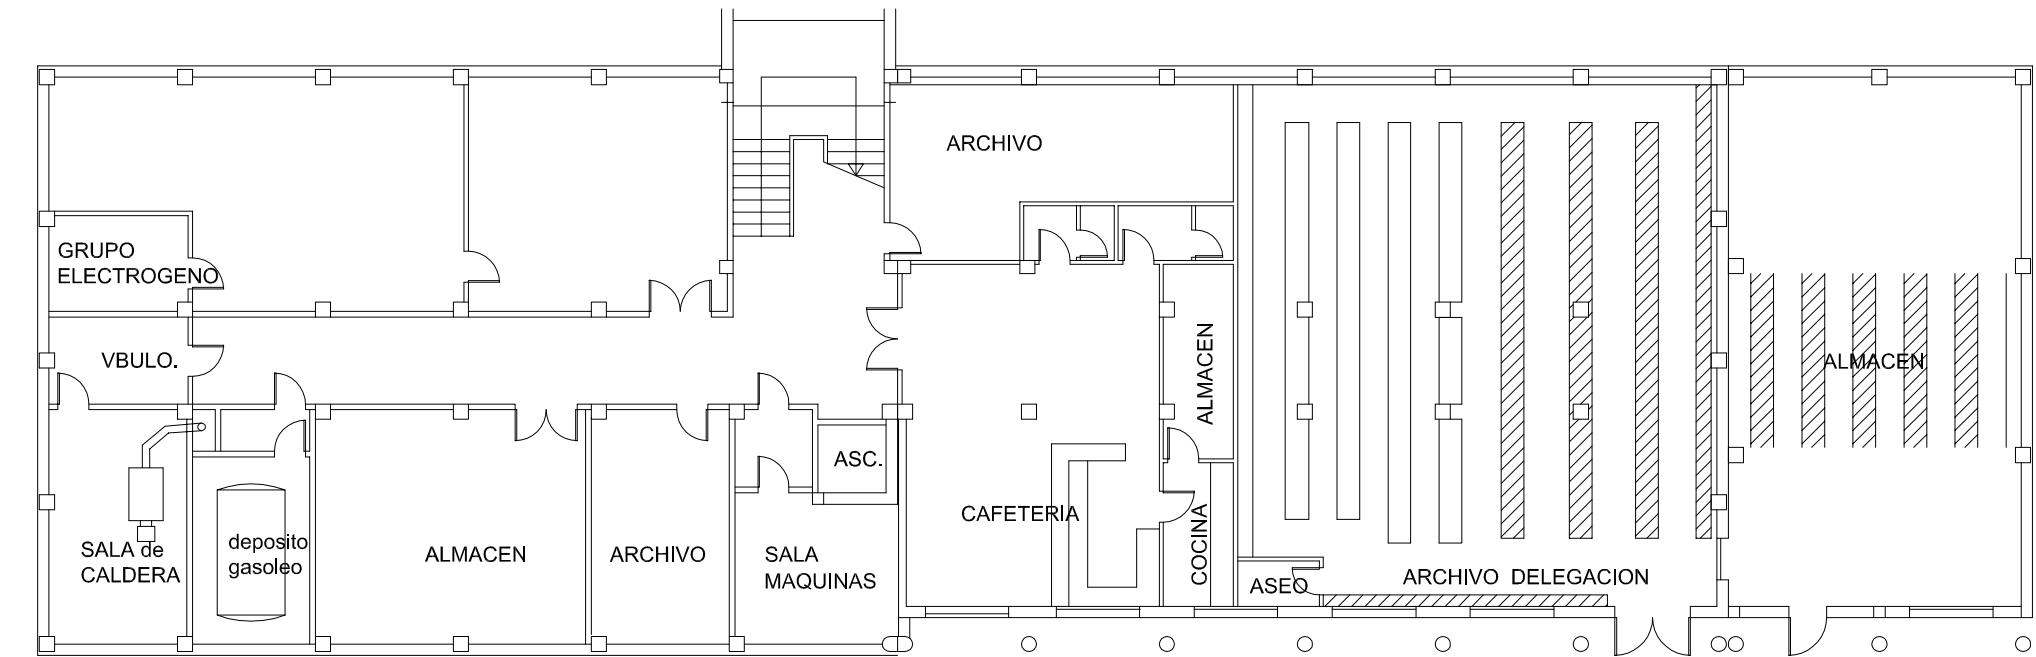 ARCHIVO
GRUPO
ELECTROGENO
VBULO.
ALMACEN
ALMACEN
ASC.
CAFETERIA
COCINA
SALA de
CALDERA
deposito
gasoleo
ALMACEN
ARCHIVO
SALA
MAQUINAS
ASEO
ARCHIVO DELEGACION